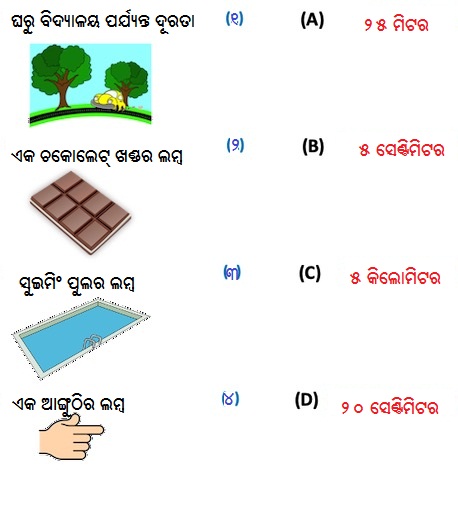 ଘରୁ ବିଦ୍ୟାଳୟ ପର୍ଯ୍ୟନ୍ତ ଦୂରତା (୧) (A) ୨୫ ମିଟର
ଏକ ଚକୋଲେଟ୍ ଖଣ୍ଡର ଲମ୍ବ (୨) (B) ୫ ସେଣ୍ଟିମିଟର
ସୁଇମିଂ ପୁଲର ଲମ୍ବ (୩) (C) ୫ କିଲୋମିଟର
ଏକ ଆଙ୍ଗୁଠିର ଲମ୍ବ (୪) (D) ୨୦ ସେଣ୍ଟିମିଟର